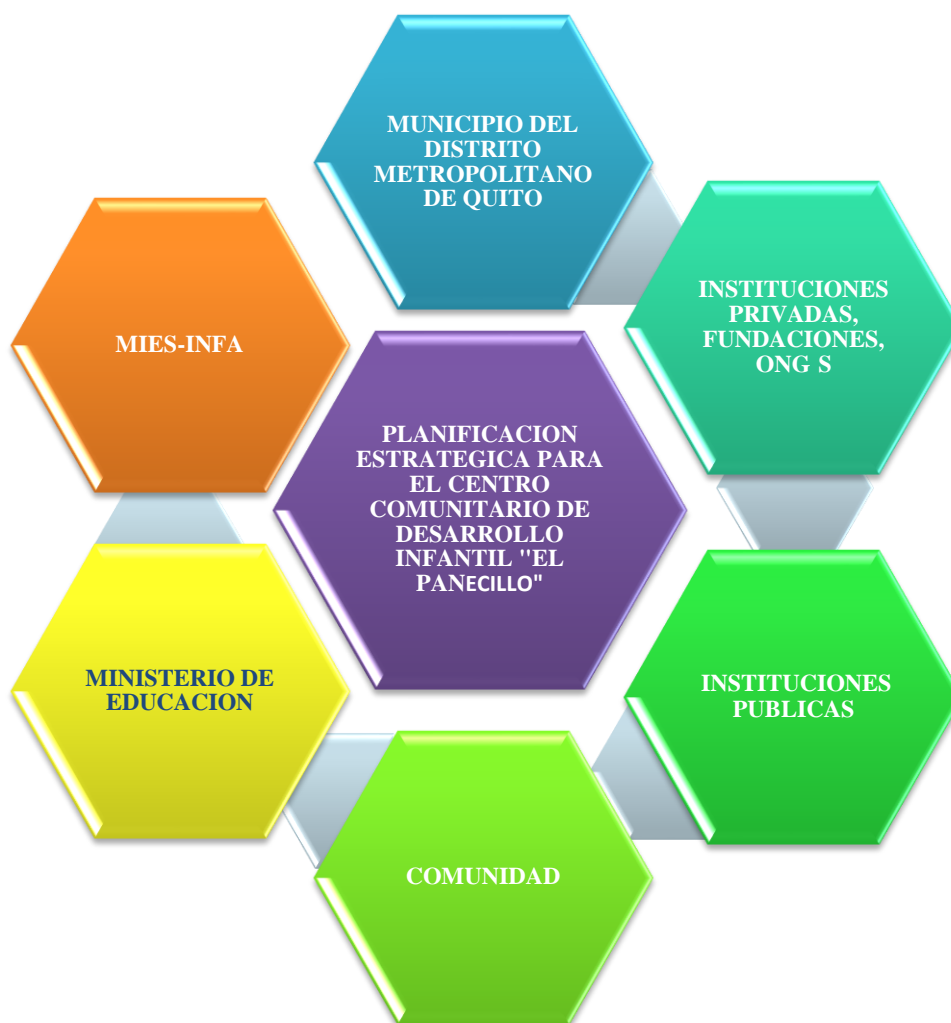 MUNICIPIO DEL
DISTRITO
METROPOLITANO
DE QUITO
INSTITUCIONES
PRIVADAS,
FUNDACIONES,
ONG S
MIES-INFA
PLANIFICACION
ESTRATEGICA PARA
EL CENTRO
COMUNITARIO DE
DESARROLLO
INFANTIL "EL
PANECILLO"
MINISTERIO DE
EDUCACION
INSTITUCIONES
PUBLICAS
COMUNIDAD